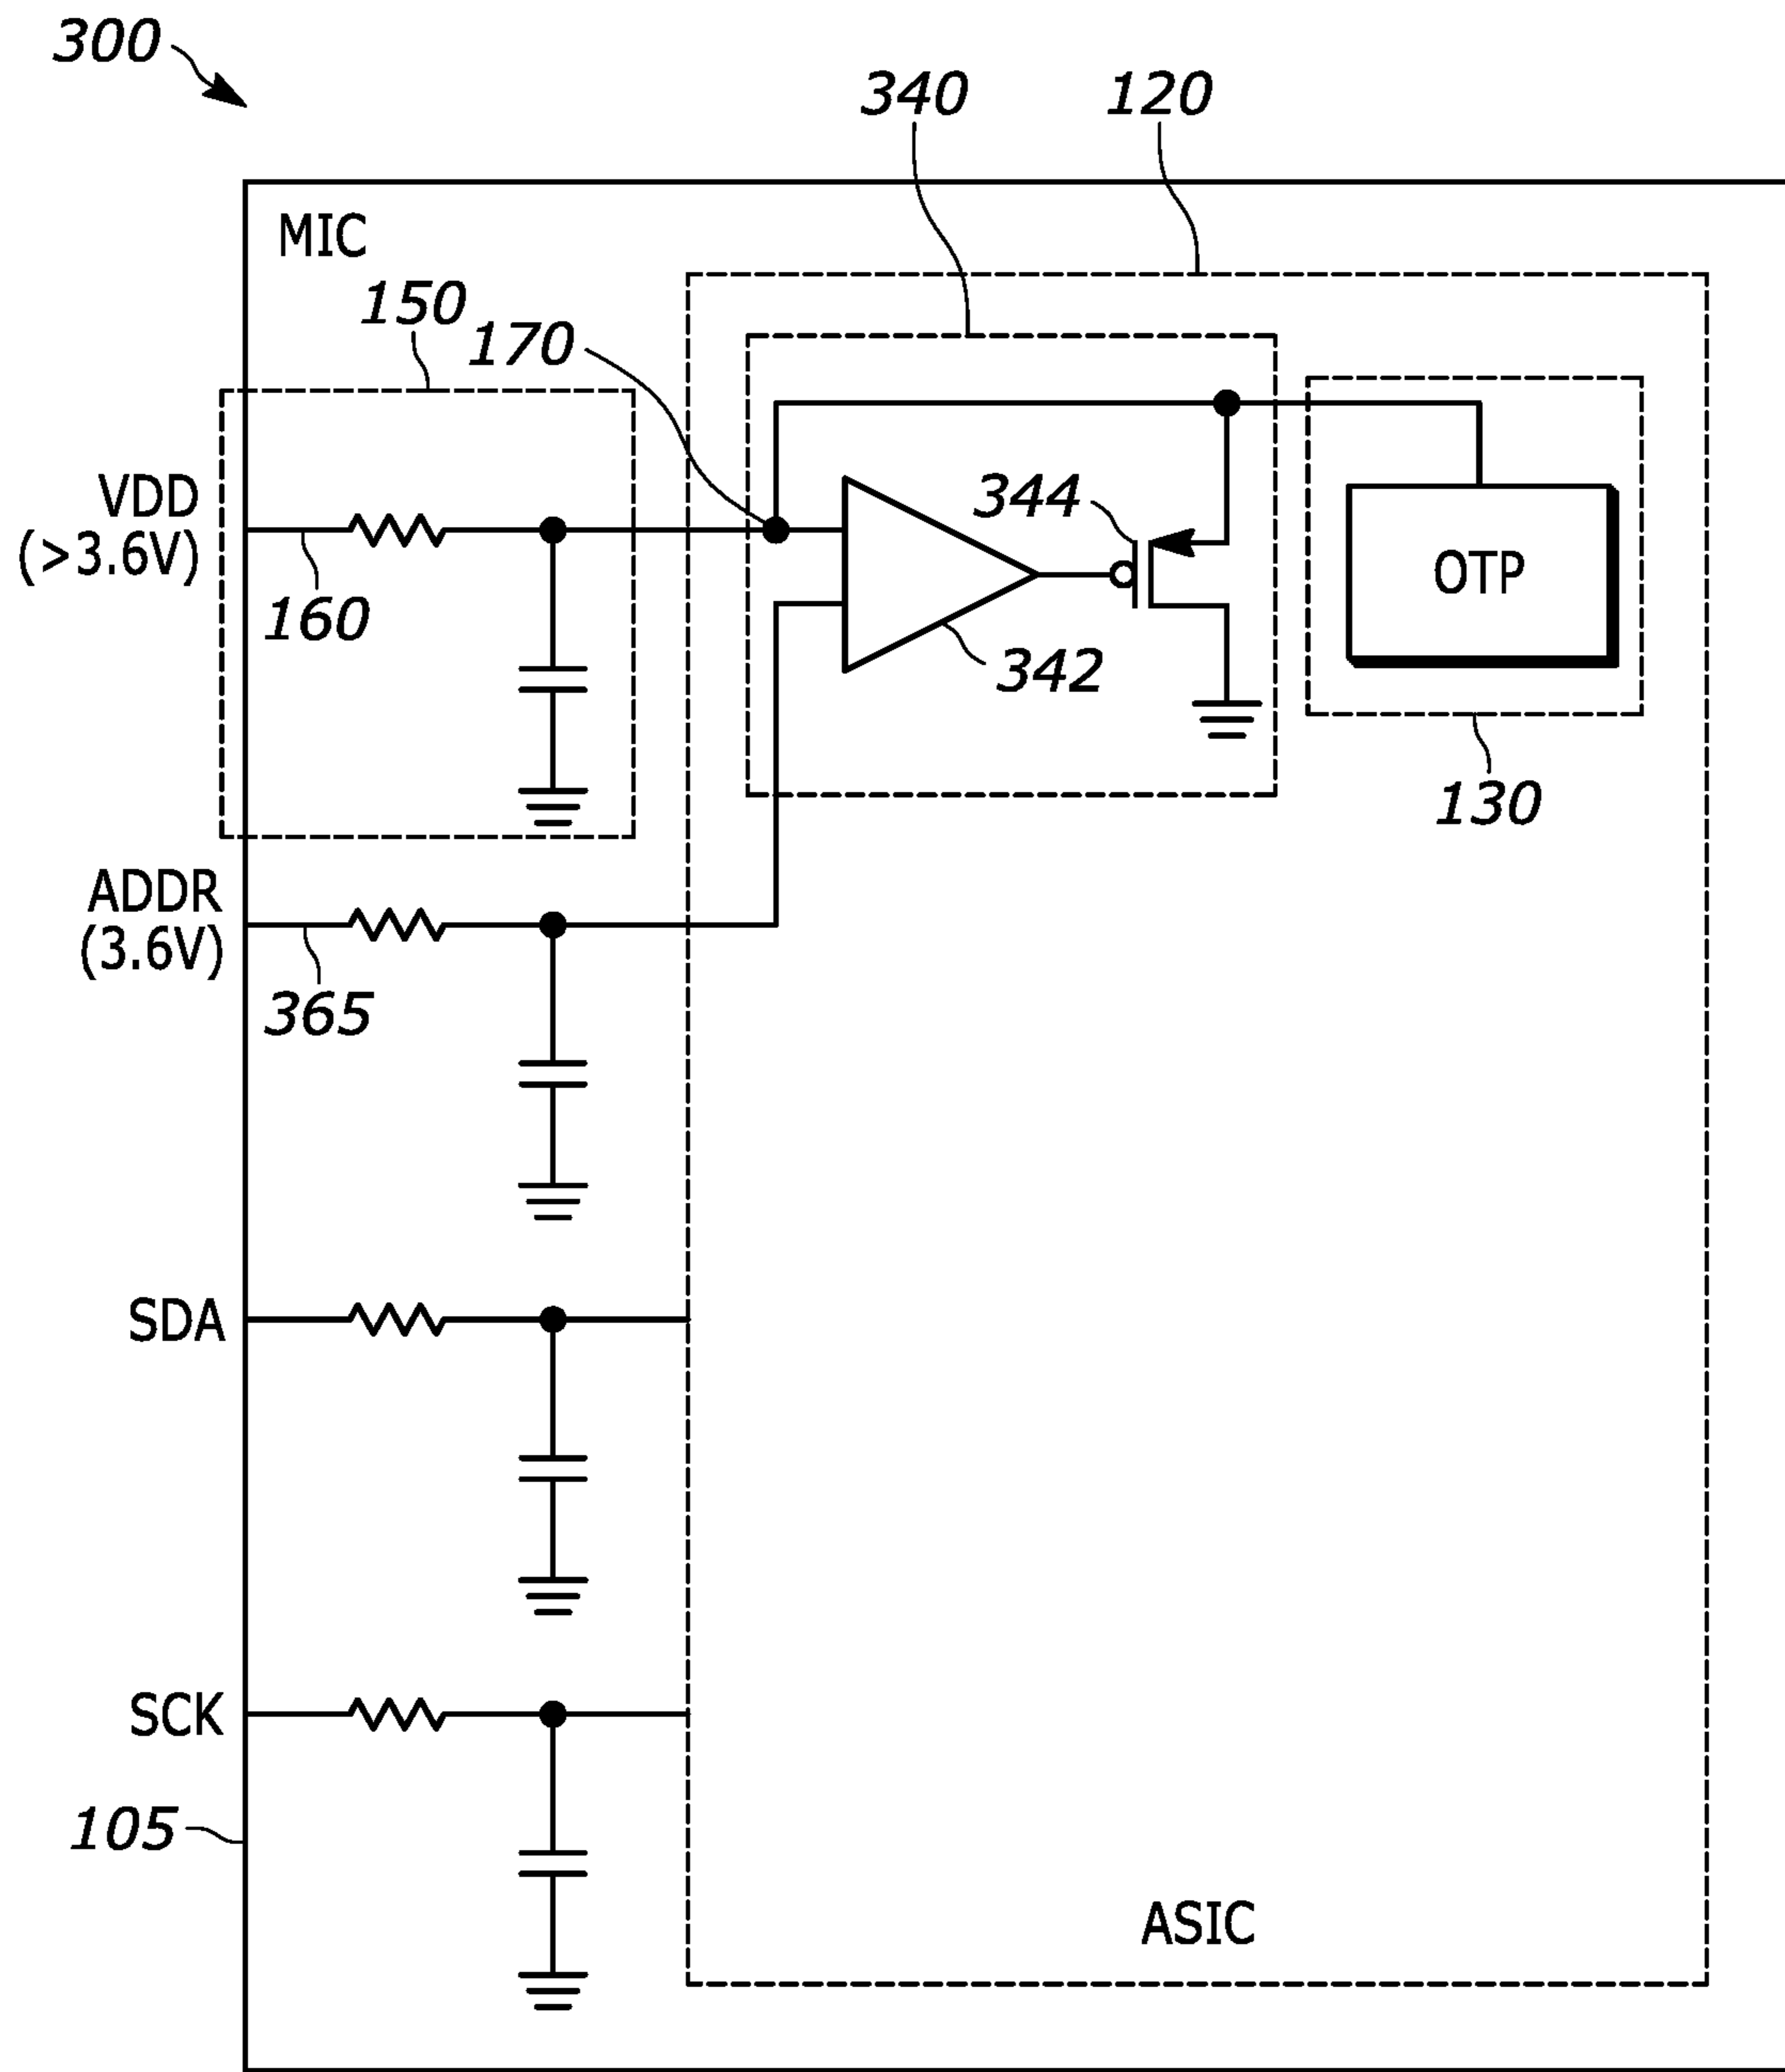 300
340
120
MIC
150
170
VDD
(>3.6V)
344
160
OTP
342
130
ADDR
(3.6V)
365
SDA
SCK
105
ASIC